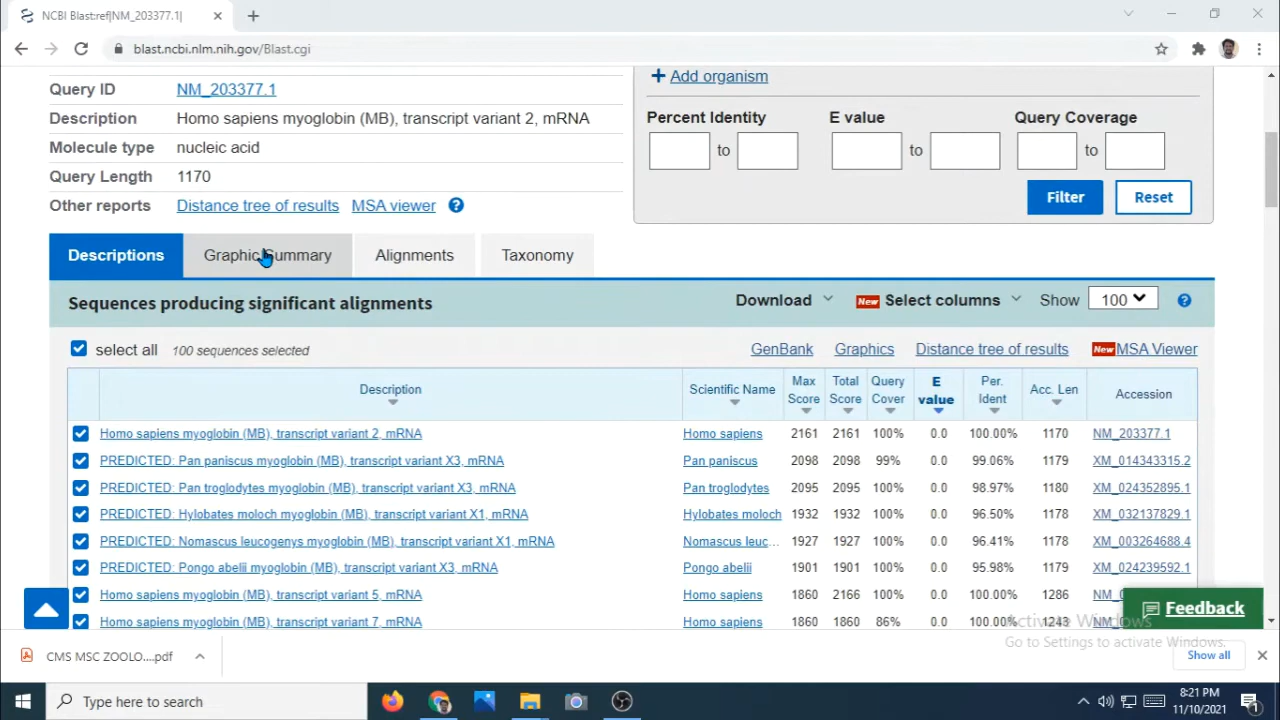 NCBI Blast:ref|NM_203377.1|
blast.ncbi.nlm.nih.gov/Blast.cgi
Query ID NM_203377.1
Description Homo sapiens myoglobin (MB), transcript variant 2, mRNA
Molecule type nucleic acid
Query Length 1170
Other reports Distance tree of results MSA viewer ?
+ Add organism
Percent Identity E value Query Coverage
to to to
Filter Reset
Descriptions Graphic Summary Alignments Taxonomy
Sequences producing significant alignments Download New Select columns Show 100 ?
select all 100 sequences selected GenBank Graphics Distance tree of results New MSA Viewer
Description Scientific Name Max Score Total Score Query Cover E value Per. Ident Acc. Len Accession
Homo sapiens myoglobin (MB), transcript variant 2, mRNA Homo sapiens 2161 2161 100% 0.0 100.00% 1170 NM_203377.1
PREDICTED: Pan paniscus myoglobin (MB), transcript variant X3, mRNA Pan paniscus 2098 2098 99% 0.0 99.06% 1179 XM_014343315.2
PREDICTED: Pan troglodytes myoglobin (MB), transcript variant X3, mRNA Pan troglodytes 2095 2095 100% 0.0 98.97% 1180 XM_024352895.1
PREDICTED: Hylobates moloch myoglobin (MB), transcript variant X1, mRNA Hylobates moloch 1932 1932 100% 0.0 96.50% 1178 XM_032137829.1
PREDICTED: Nomascus leucogenys myoglobin (MB), transcript variant X1, mRNA Nomascus leuc... 1927 1927 100% 0.0 96.41% 1178 XM_003264688.4
PREDICTED: Pongo abelii myoglobin (MB), transcript variant X3, mRNA Pongo abelii 1901 1901 100% 0.0 95.98% 1179 XM_024239592.1
Homo sapiens myoglobin (MB), transcript variant 5, mRNA Homo sapiens 1860 2166 100% 0.0 100.00% 1286
Homo sapiens myoglobin (MB), transcript variant 7, mRNA Homo sapiens 1860 1860 86% 0.0 100.00% 1243
Feedback
Activate Windows
Go to Settings to activate Windows.
CMS MSC ZOOLO....pdf Show all
Type here to search
8:21 PM
11/10/2021
1